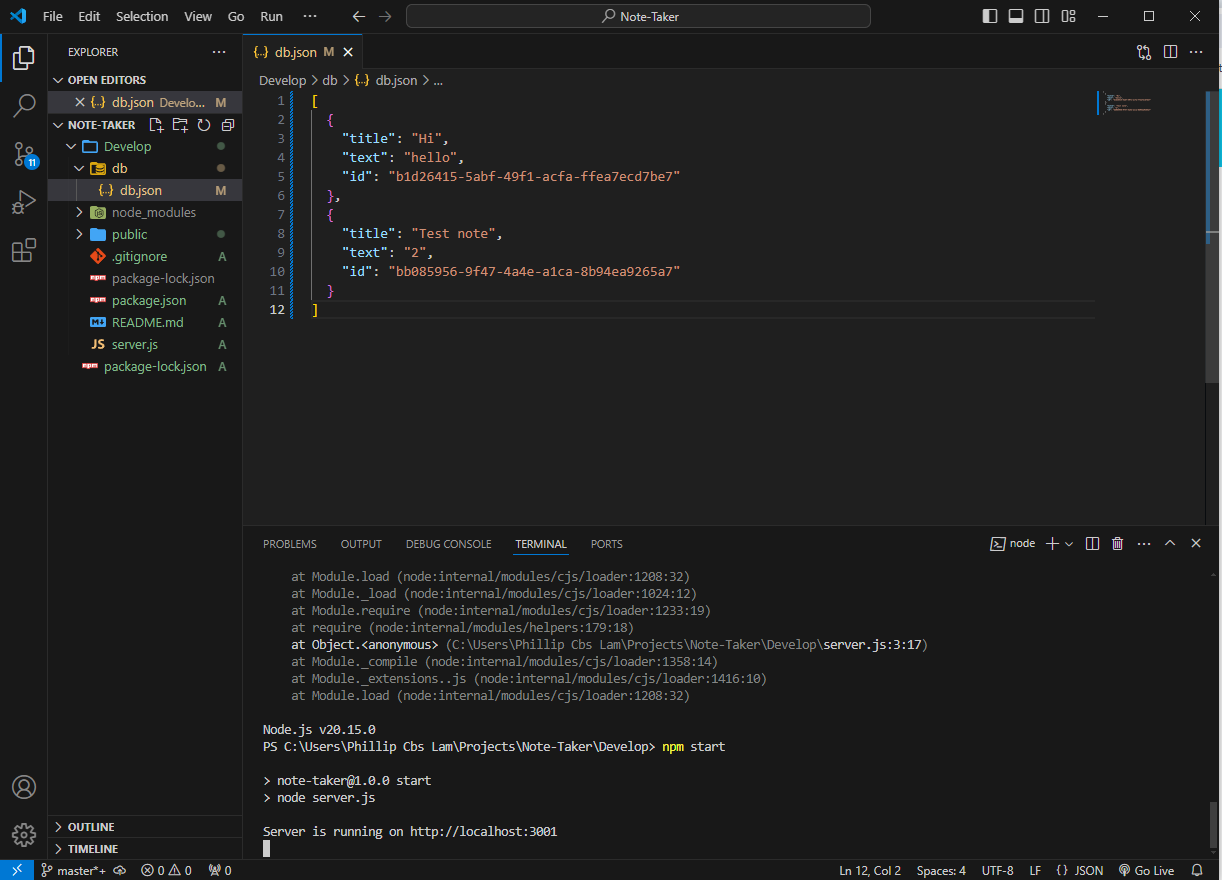 File Edit Selection View Go Run ··· Note-Taker
EXPLORER ···
OPEN EDITORS
{..} db.json Develo... M
NOTE-TAKER
Develop
db
{..} db.json M
node_modules
public
.gitignore A
npm package-lock.json
npm package.json A
M README.md A
JS server.js A
npm package-lock.json A
11
OUTLINE
TIMELINE
{..} db.json M
Develop > db > {..} db.json > ...
1 [
2 {
3 "title": "Hi",
4 "text": "hello",
5 "id": "b1d26415-5abf-49f1-acfa-ffea7ecd7be7"
6 },
7 {
8 "title": "Test note",
9 "text": "2",
10 "id": "bb085956-9f47-4a4e-a1ca-8b94ea9265a7"
11 }
12 ]
PROBLEMS OUTPUT DEBUG CONSOLE TERMINAL PORTS node
at Module.load (node:internal/modules/cjs/loader:1208:32)
at Module._load (node:internal/modules/cjs/loader:1024:12)
at Module.require (node:internal/modules/cjs/loader:1233:19)
at require (node:internal/modules/helpers:179:18)
at Object.<anonymous> (C:\Users\Phillip Cbs Lam\Projects\Note-Taker\Develop\server.js:3:17)
at Module._compile (node:internal/modules/cjs/loader:1358:14)
at Module._extensions..js (node:internal/modules/cjs/loader:1416:10)
at Module.load (node:internal/modules/cjs/loader:1208:32)
Node.js v20.15.0
PS C:\Users\Phillip Cbs Lam\Projects\Note-Taker\Develop> npm start
> note-taker@1.0.0 start
> node server.js
Server is running on http://localhost:3001
master*+ 0 0 0 Ln 12, Col 2 Spaces: 4 UTF-8 LF { } JSON Go Live